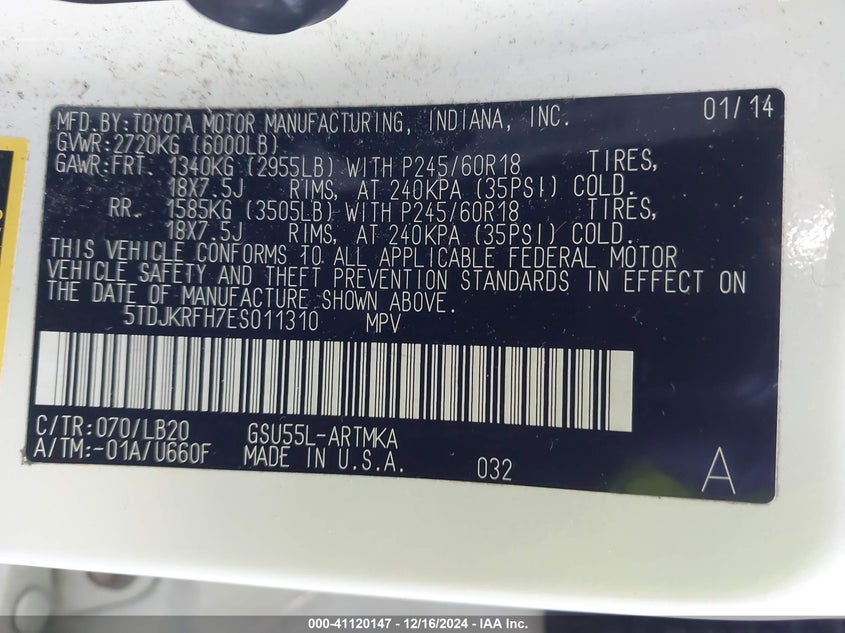 MFD.BY:TOYOTA MOTOR MANUFACTURING, INDIANA, INC. 01/14
GVWR:2720KG (6000LB)
GAWR:FRT. 1340KG (2955LB) WITH P245/60R18 TIRES,
18X7.5J RIMS, AT 240KPA (35PSI) COLD.
RR. 1585KG (3505LB) WITH P245/60R18 TIRES,
18X7.5J RIMS, AT 240KPA (35PSI) COLD.
THIS VEHICLE CONFORMS TO ALL APPLICABLE FEDERAL MOTOR
VEHICLE SAFETY AND THEFT PREVENTION STANDARDS IN EFFECT ON
THE DATE OF MANUFACTURE SHOWN ABOVE.
5TDJKRFH7ES011310 MPV
C/TR:070/LB20 GSU55L-ARTMKA
A/TM:-01A/U660F MADE IN U.S.A. 032 A
000-41120147 - 12/16/2024 - IAA Inc.